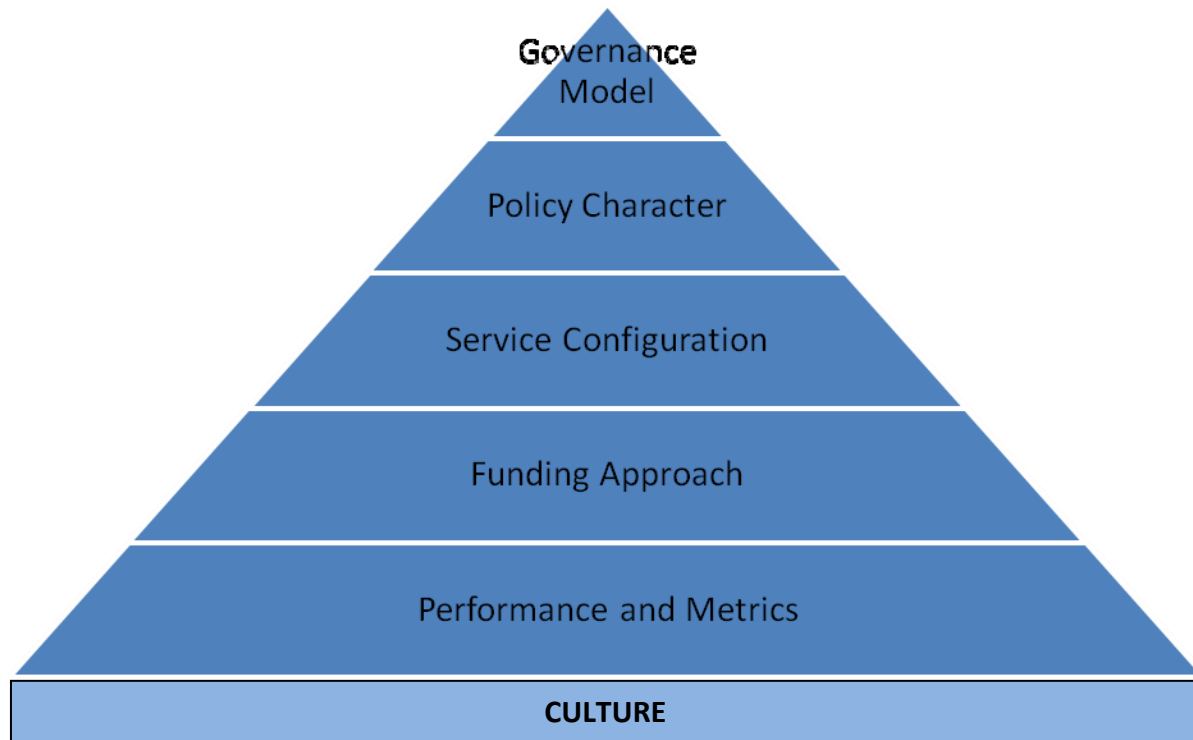 Governance
Model
Policy Character
Service Configuration
Funding Approach
Performance and Metrics
CULTURE